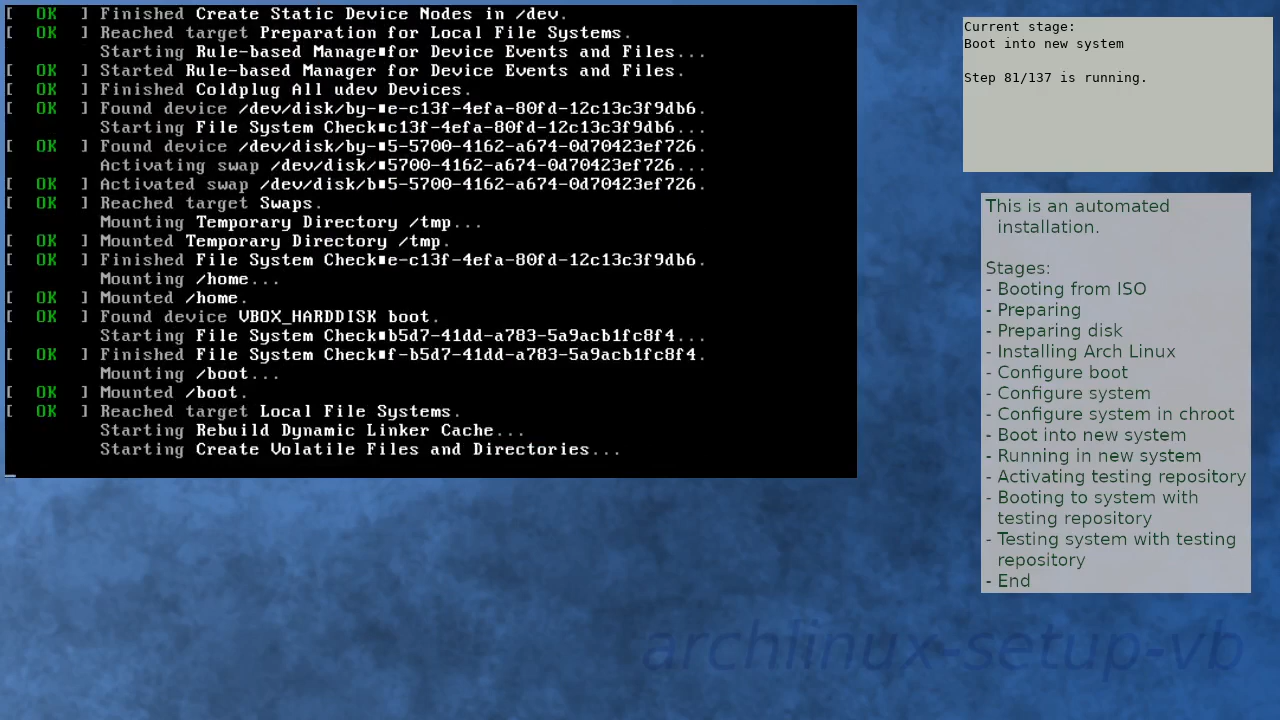 [  OK  ] Finished Create Static Device Nodes in /dev.
[  OK  ] Reached target Preparation for Local File Systems.
Starting Rule-based Manage∎for Device Events and Files...
[  OK  ] Started Rule-based Manager for Device Events and Files.
[  OK  ] Finished Coldplug All udev Devices.
[  OK  ] Found device /dev/disk/by-∎e-c13f-4efa-80fd-12c13c3f9db6.
Starting File System Check∎c13f-4efa-80fd-12c13c3f9db6...
[  OK  ] Found device /dev/disk/by-∎5-5700-4162-a674-0d70423ef726.
Activating swap /dev/disk/∎5700-4162-a674-0d70423ef726...
[  OK  ] Activated swap /dev/disk/b∎5-5700-4162-a674-0d70423ef726.
[  OK  ] Reached target Swaps.
Mounting Temporary Directory /tmp...
[  OK  ] Mounted Temporary Directory /tmp.
[  OK  ] Finished File System Check∎e-c13f-4efa-80fd-12c13c3f9db6.
Mounting /home...
[  OK  ] Mounted /home.
[  OK  ] Found device VBOX_HARDDISK boot.
Starting File System Check∎b5d7-41dd-a783-5a9acb1fc8f4...
[  OK  ] Finished File System Check∎f-b5d7-41dd-a783-5a9acb1fc8f4.
Mounting /boot...
[  OK  ] Mounted /boot.
[  OK  ] Reached target Local File Systems.
Starting Rebuild Dynamic Linker Cache...
Starting Create Volatile Files and Directories...
Current stage:
Boot into new system
Step 81/137 is running.
This is an automated
installation.
Stages:
- Booting from ISO
- Preparing
- Preparing disk
- Installing Arch Linux
- Configure boot
- Configure system
- Configure system in chroot
- Boot into new system
- Running in new system
- Activating testing repository
- Booting to system with
testing repository
- Testing system with testing
repository
- End
archlinux-setup-vb